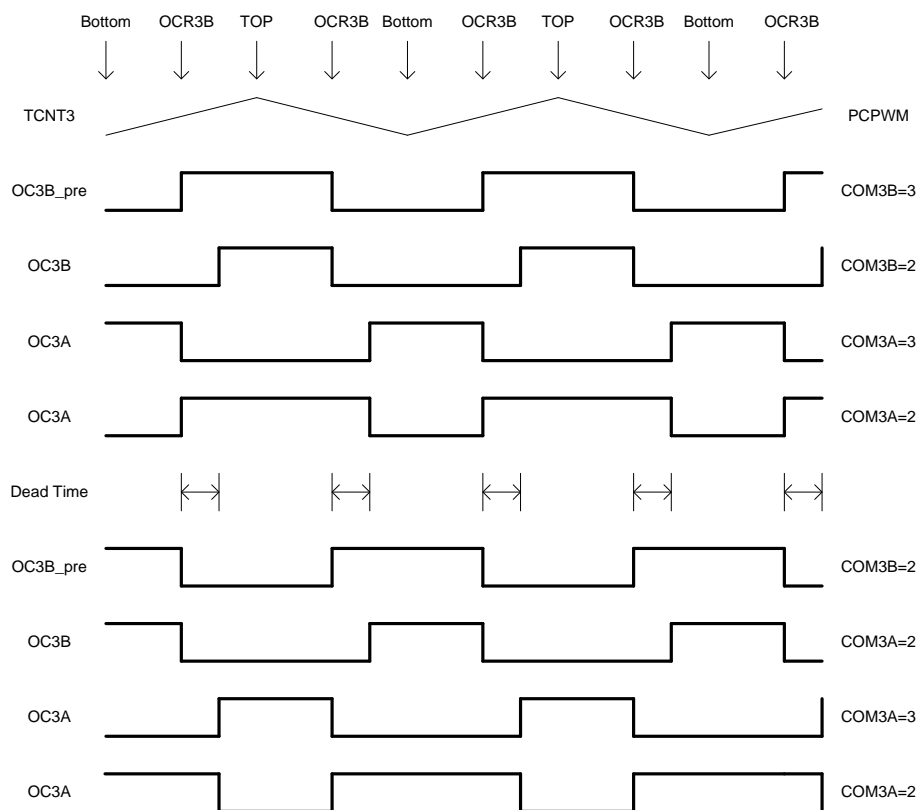 Bottom OCR3B TOP OCR3B Bottom OCR3B TOP OCR3B Bottom OCR3B
TCNT3 PCPWM
OC3B_pre COM3B=3
OC3B COM3B=2
OC3A COM3A=3
OC3A COM3A=2
Dead Time
OC3B_pre COM3B=2
OC3B COM3A=2
OC3A COM3A=3
OC3A COM3A=2